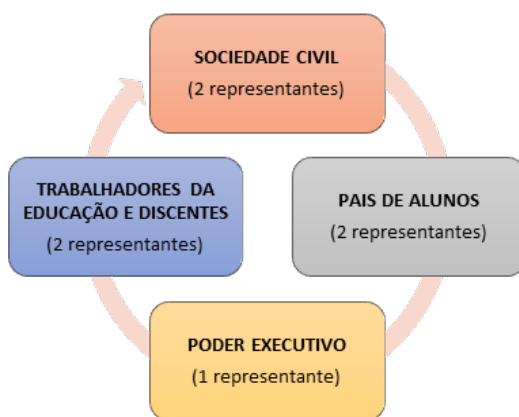 SOCIEDADE CIVIL
(2 representantes)
TRABALHADORES DA
EDUCAÇÃO E DISCENTES
(2 representantes)
PAIS DE ALUNOS
(2 representantes)
PODER EXECUTIVO
(1 representante)